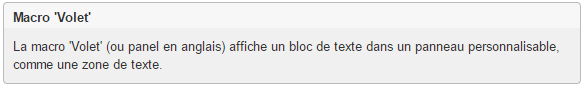 Macro 'Volet'
La macro 'Volet' (ou panel en anglais) affiche un bloc de texte dans un panneau personnalisable,
comme une zone de texte.